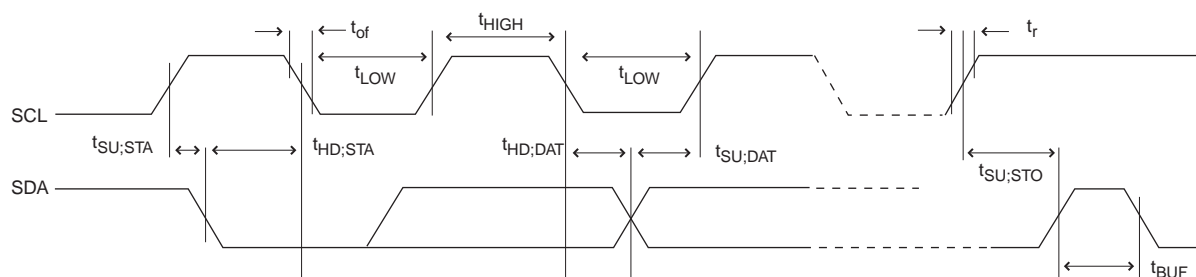 t_of
t_HIGH
t_r
t_LOW
t_LOW
SCL
t_SU;STA
t_HD;STA
t_HD;DAT
t_SU;DAT
t_SU;STO
SDA
t_BUF